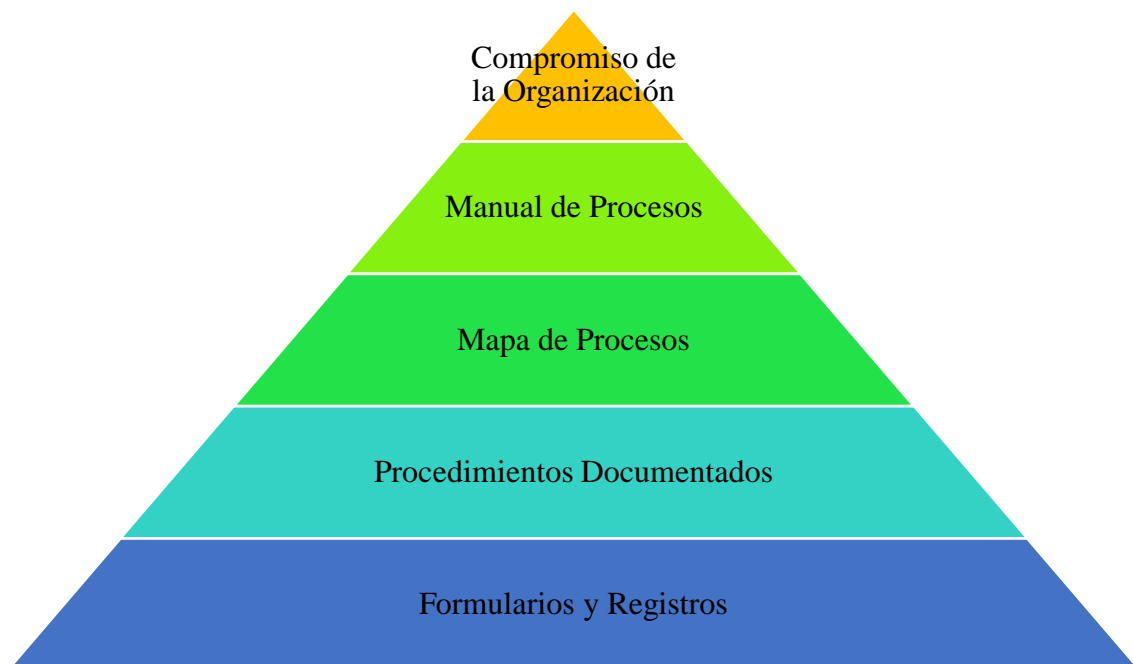 Compromiso de
la Organización
Manual de Procesos
Mapa de Procesos
Procedimientos Documentados
Formularios y Registros